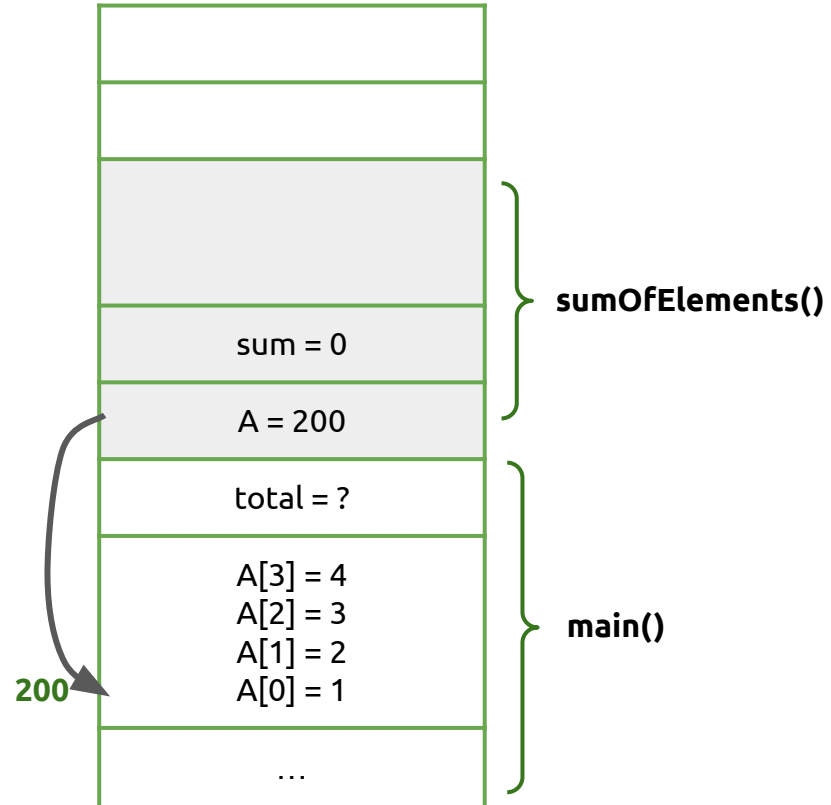 sumOfElements()
sum = 0
A = 200
total = ?
A[3] = 4
A[2] = 3
A[1] = 2
A[0] = 1
main()
200
...